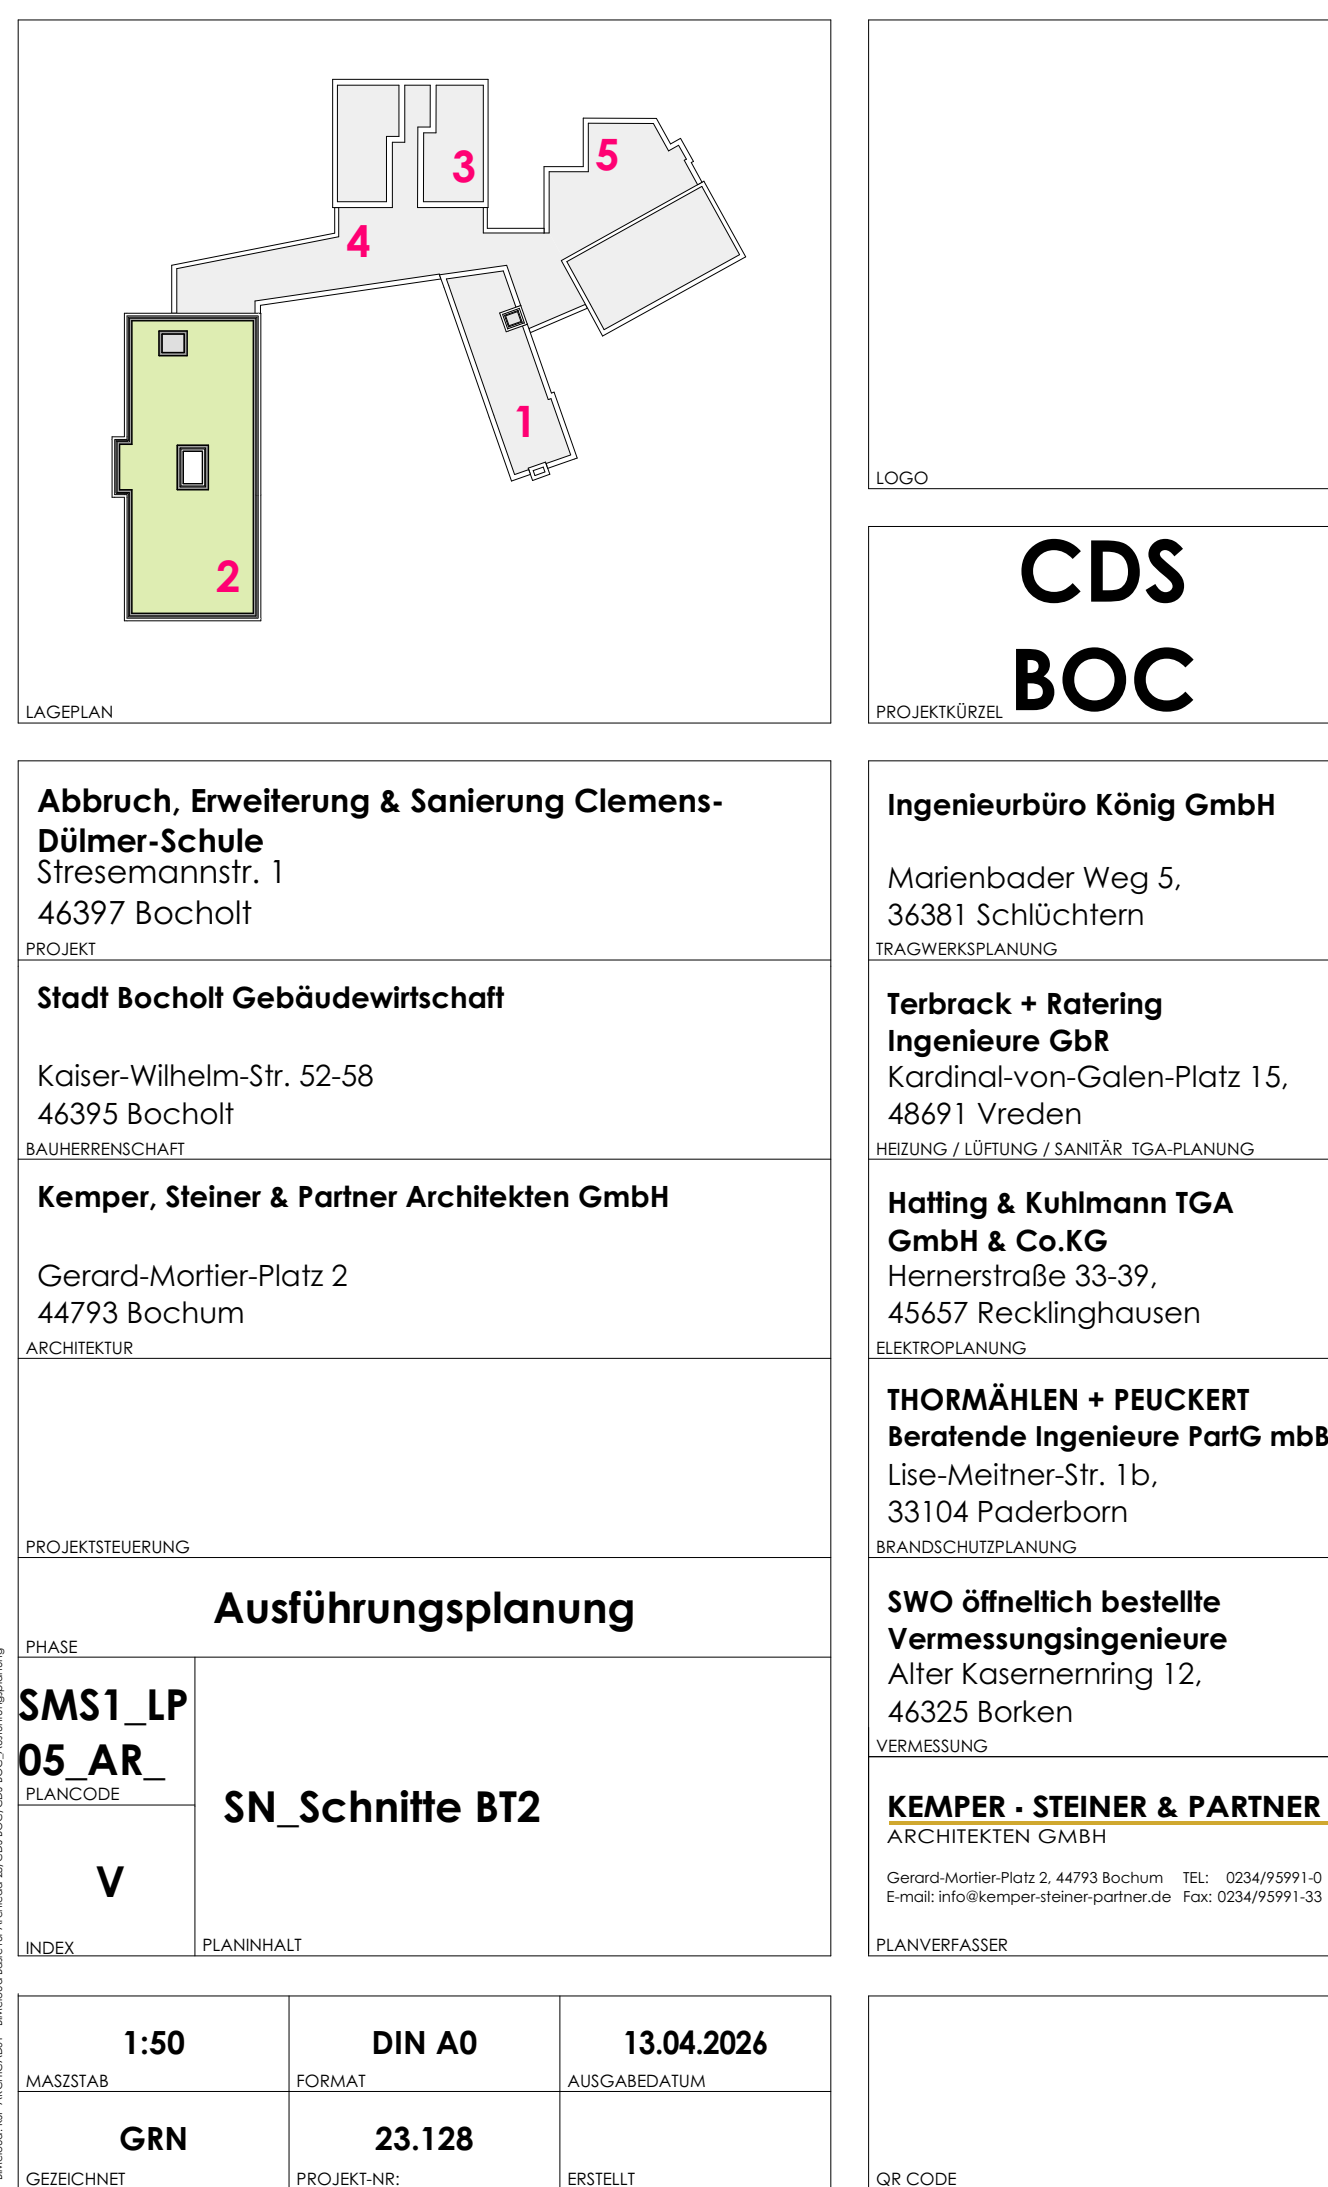 3
5
4
1
2
LAGEPLAN
LOGO
CDS
BOC
PROJEKTKÜRZEL
Abbruch, Erweiterung & Sanierung Clemens-
Dülmer-Schule
Stresemannstr. 1
46397 Bocholt
PROJEKT
Stadt Bocholt Gebäudewirtschaft
Kaiser-Wilhelm-Str. 52-58
46395 Bocholt
BAUHERRENSCHAFT
Kemper, Steiner & Partner Architekten GmbH
Gerard-Mortier-Platz 2
44793 Bochum
ARCHITEKTUR
PROJEKTSTEUERUNG
Ausführungsplanung
PHASE
SMS1_LP
05_AR_
PLANCODE
V
INDEX
SN_Schnitte BT2
PLANINHALT
Ingenieurbüro König GmbH
Marienbader Weg 5,
36381 Schlüchtern
TRAGWERKSPLANUNG
Terbrack + Ratering
Ingenieure GbR
Kardinal-von-Galen-Platz 15,
48691 Vreden
HEIZUNG / LÜFTUNG / SANITÄR TGA-PLANUNG
Hatting & Kuhlmann TGA
GmbH & Co.KG
Hernerstraße 33-39,
45657 Recklinghausen
ELEKTROPLANUNG
THORMÄHLEN + PEUCKERT
Beratende Ingenieure PartG mbB
Lise-Meitner-Str. 1b,
33104 Paderborn
BRANDSCHUTZPLANUNG
SWO öffneltich bestellte
Vermessungsingenieure
Alter Kasernernring 12,
46325 Borken
VERMESSUNG
KEMPER · STEINER & PARTNER
ARCHITEKTEN GMBH
Gerard-Mortier-Platz 2, 44793 Bochum TEL: 0234/95991-0
E-mail: info@kemper-steiner-partner.de Fax: 0234/95991-33
PLANVERFASSER
1:50
MASZSTAB
DIN A0
FORMAT
13.04.2026
AUSGABEDATUM
GRN
GEZEICHNET
23.128
PROJEKT-NR:
ERSTELLT
QR CODE